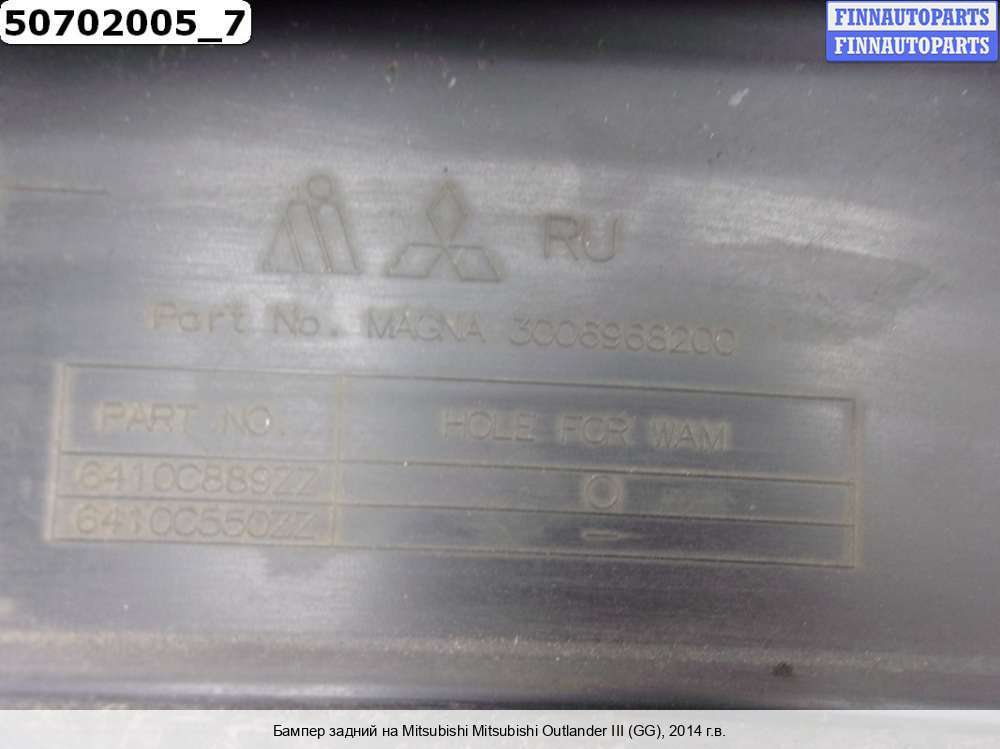 50702005_7
FINNAUTOPARTS
FINNAUTOPARTS
RU
Part No. MAGNA 3008968200
PART NO. HOLE FOR WAM
6410C889ZZ O
6410C550ZZ -
Бампер задний на Mitsubishi Mitsubishi Outlander III (GG), 2014 г.в.